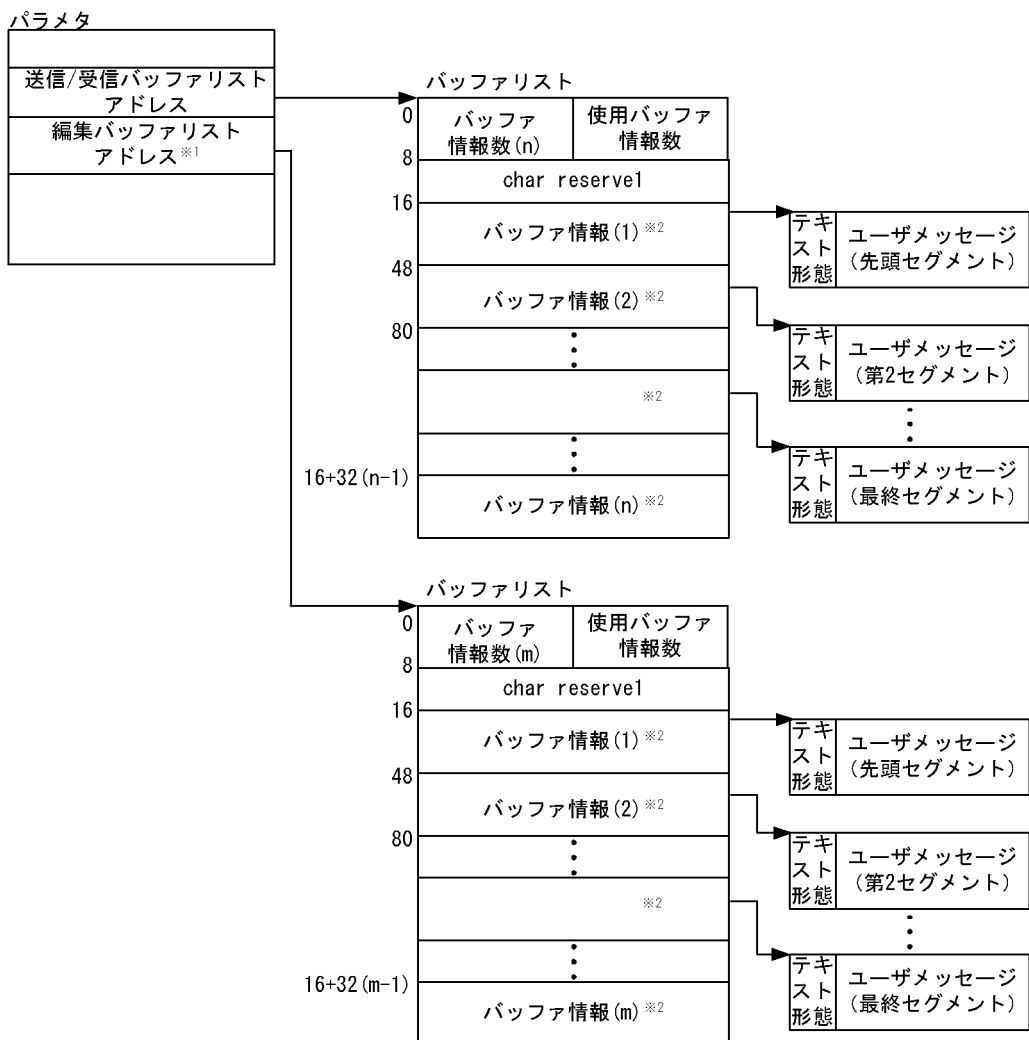 パラメタ
送信/受信バッファリスト
アドレス
編集バッファリスト
アドレス※1
バッファリスト
0
バッファ
情報数(n)
使用バッファ
情報数
8
char reserve1
16
バッファ情報(1)※2
48
バッファ情報(2)※2
80
※2
16+32(n-1)
バッファ情報(n)※2
テキ
スト
形態
ユーザメッセージ
(先頭セグメント)
テキ
スト
形態
ユーザメッセージ
(第2セグメント)
テキ
スト
形態
ユーザメッセージ
(最終セグメント)
バッファリスト
0
バッファ
情報数(m)
使用バッファ
情報数
8
char reserve1
16
バッファ情報(1)※2
48
バッファ情報(2)※2
80
※2
16+32(m-1)
バッファ情報(m)※2
テキ
スト
形態
ユーザメッセージ
(先頭セグメント)
テキ
スト
形態
ユーザメッセージ
(第2セグメント)
テキ
スト
形態
ユーザメッセージ
(最終セグメント)